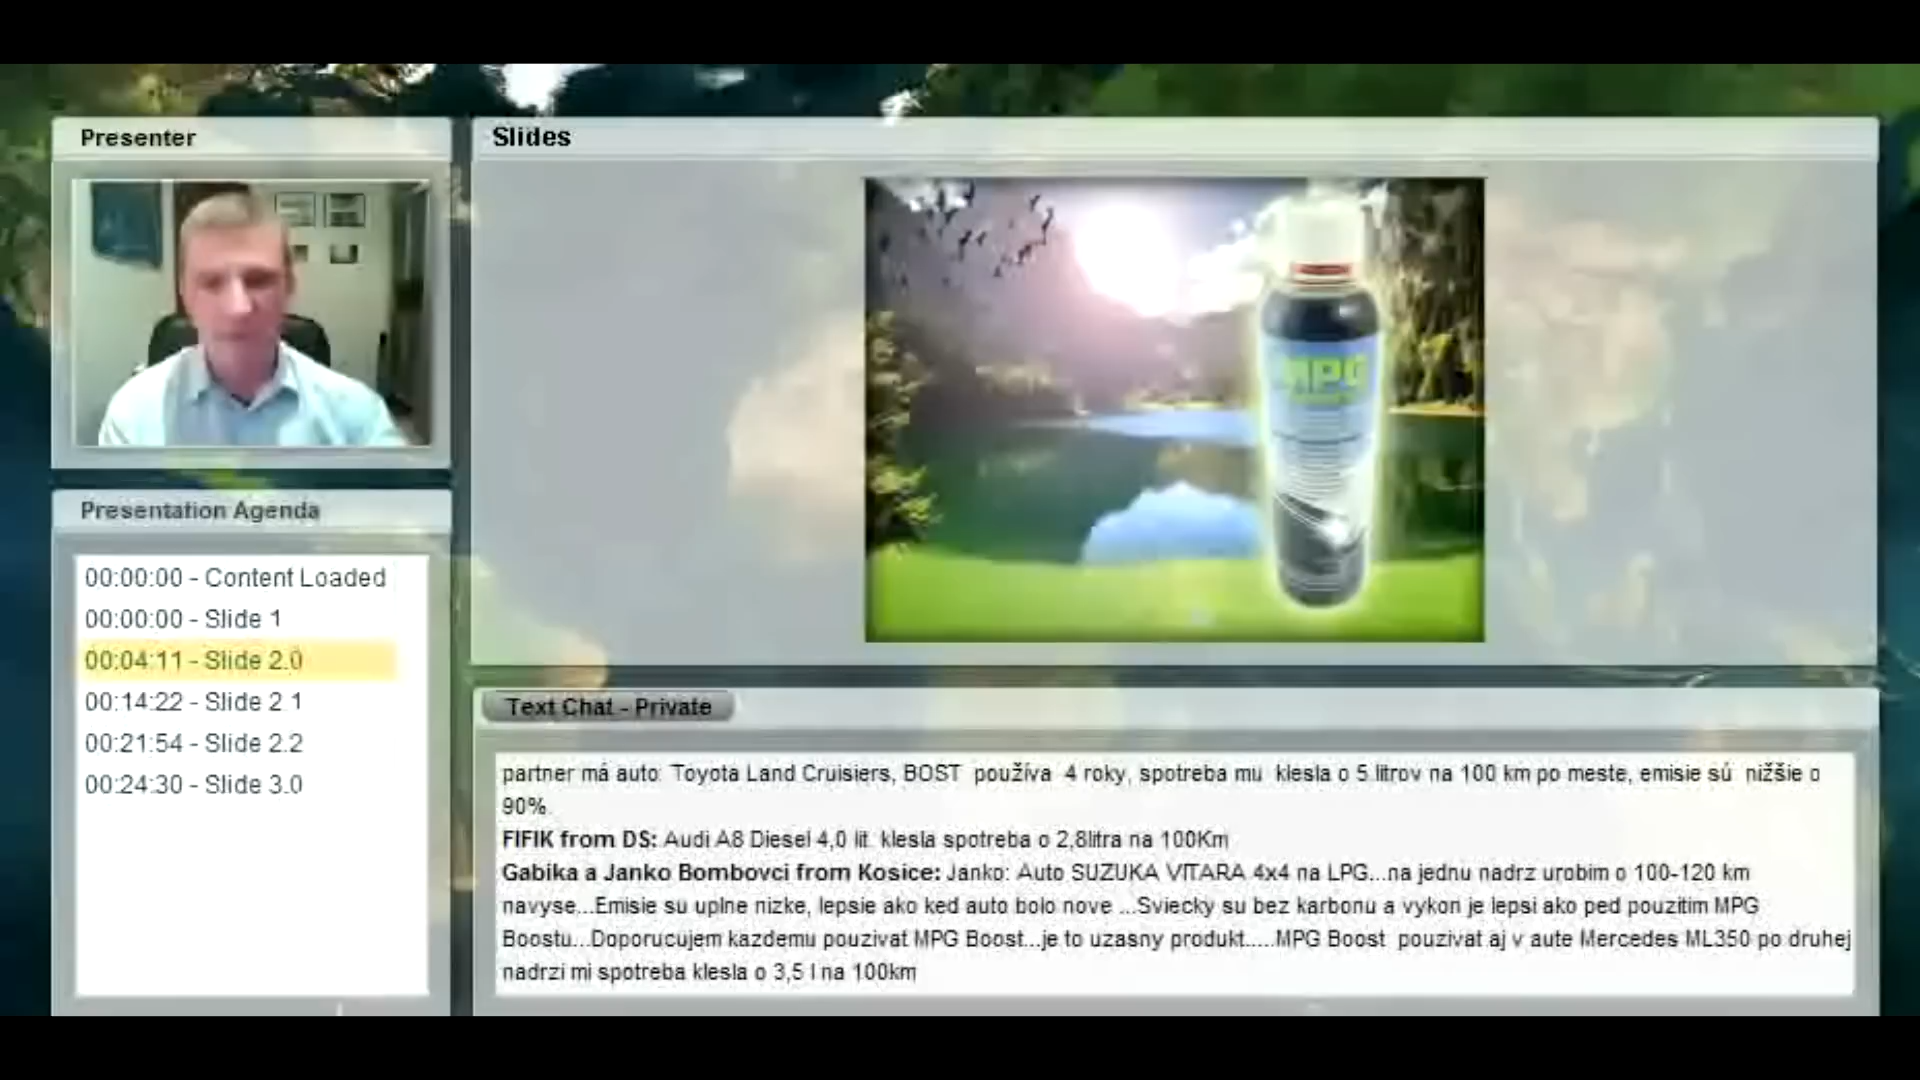 Presenter
Slides
MPG
Presentation Agenda
00:00:00 - Content Loaded
00:00:00 - Slide 1
00:04:11 - Slide 2.0
00:14:22 - Slide 2.1
00:21:54 - Slide 2.2
00:24:30 - Slide 3.0
Text Chat - Private
partner má auto: Toyota Land Cruisiers, BOST používa 4 roky, spotreba mu klesla o 5 litrov na 100 km po meste, emisie sú nižšie o
90%.
FIFIK from DS: Audi A8 Diesel 4,0 lit. klesla spotreba o 2,8litra na 100Km
Gabika a Janko Bombovci from Kosice: Janko: Auto SUZUKA VITARA 4x4 na LPG...na jednu nadrz urobim o 100-120 km
navyse...Emisie su uplne nizke, lepsie ako ked auto bolo nove ...Sviecky su bez karbonu a vykon je lepsi ako ped pouzitim MPG
Boostu...Doporucujem kazdemu pouzivat MPG Boost...je to uzasny produkt.....MPG Boost pouzivat aj v aute Mercedes ML350 po druhej
nadrzi mi spotreba klesla o 3,5 l na 100km